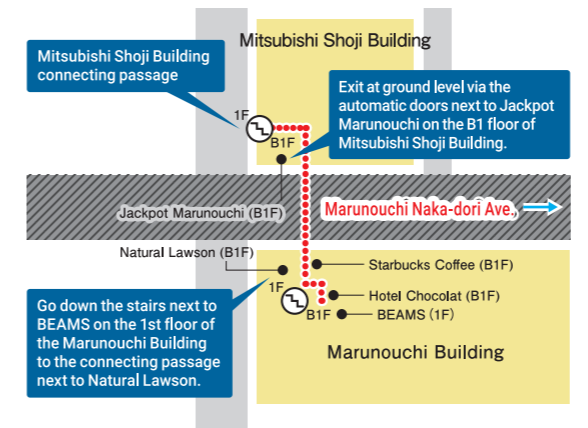 Mitsubishi Shoji Building
Mitsubishi Shoji Building
connecting passage
Exit at ground level via the
automatic doors next to Jackpot
Marunouchi on the B1 floor of
Mitsubishi Shoji Building.
1F
B1F
Jackpot Marunouchi (B1F)
Marunouchi Naka-dori Ave.
Natural Lawson (B1F)
Starbucks Coffee (B1F)
1F
Hotel Chocolat (B1F)
B1F
BEAMS (1F)
Go down the stairs next to
BEAMS on the 1st floor of
the Marunouchi Building
to the connecting passage
next to Natural Lawson.
Marunouchi Building